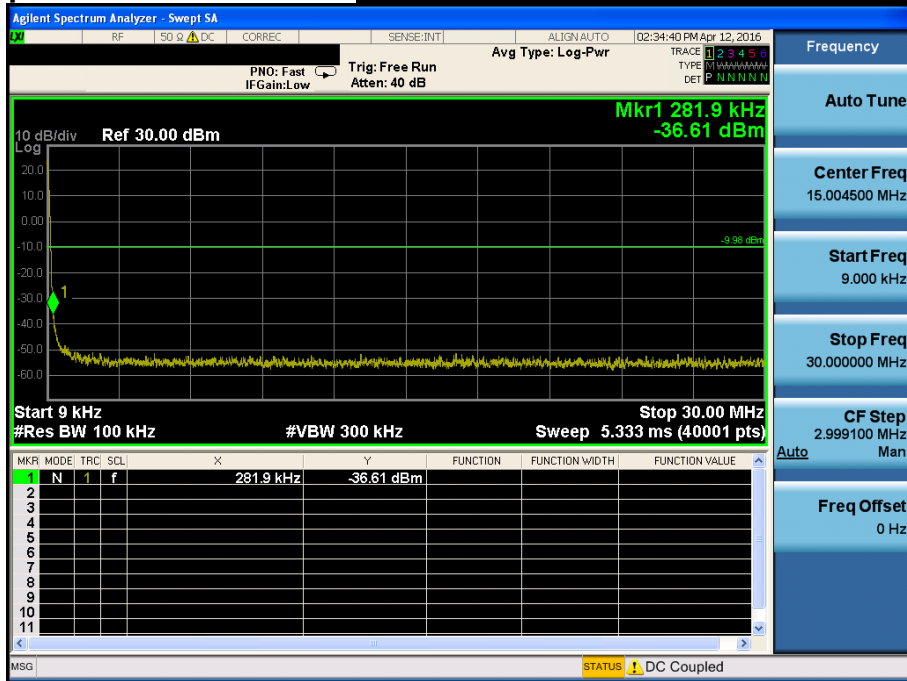 Agilent Spectrum Analyzer - Swept SA
LXI RF 50 Ω DC CORREC SENSE:INT ALIGN AUTO 02:34:40 PM Apr 12, 2016
Frequency
Avg Type: Log-Pwr
TRACE 1 2 3 4 5 6
PNO: Fast Trig: Free Run
TYPE M
IFGain:Low Atten: 40 dB
DET P N N N N N
Auto Tune
Mkr1 281.9 kHz
10 dB/div Ref 30.00 dBm -36.61 dBm
Log
20.0
10.0
0.00
-10.0
-9.98 dBm
-20.0
-30.0
1
-40.0
-50.0
-60.0
Center Freq
15.004500 MHz
Start Freq
9.000 kHz
Stop Freq
30.000000 MHz
Start 9 kHz Stop 30.00 MHz
#Res BW 100 kHz #VBW 300 kHz Sweep 5.333 ms (40001 pts)
CF Step
2.999100 MHz
Auto Man
MKR MODE TRC SCL X Y FUNCTION FUNCTION WIDTH FUNCTION VALUE
1 N 1 f 281.9 kHz -36.61 dBm
2
3
4
5
6
7
8
9
10
11
Freq Offset
0 Hz
MSG STATUS DC Coupled